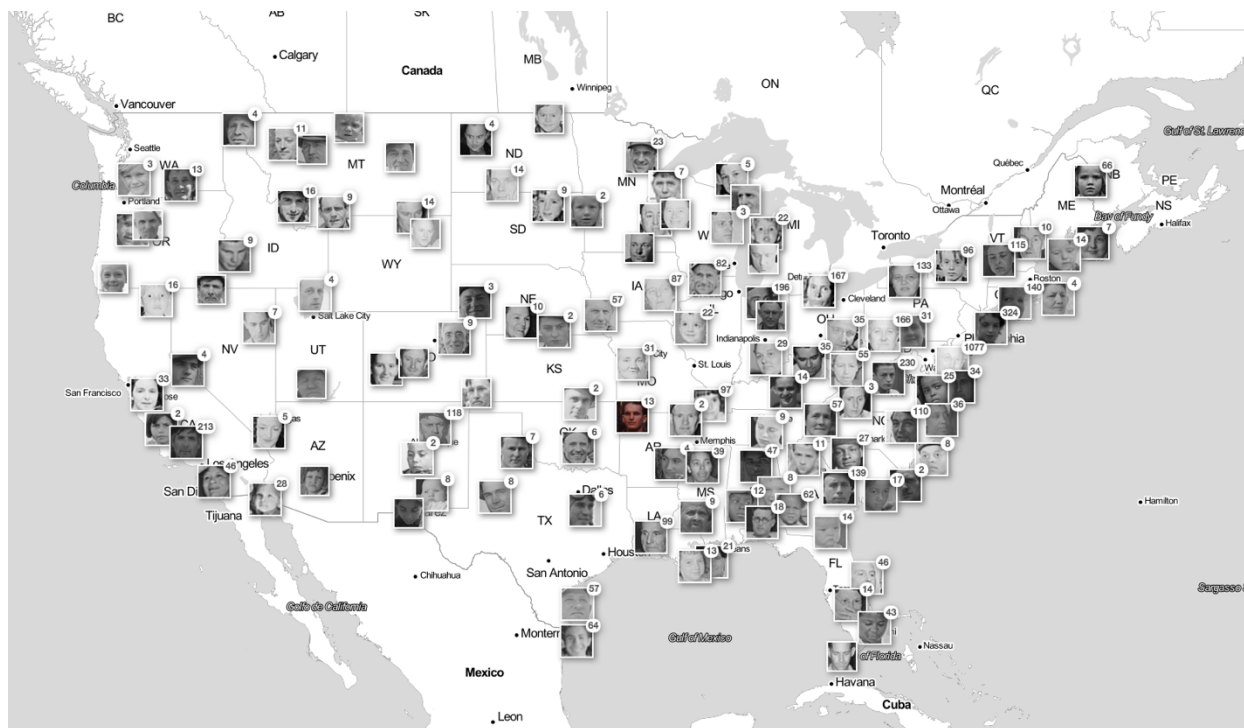 BC
AB
SK
Calgary
MB
Canada
Winnipeg
ON
QC
Vancouver
Gulf of St. Lawrenc
4
11
4
Seattle
MT
ND
23
Québec
66
WA
3
13
14
MN
7
5
NB
PE
Columbia
Montréal
Portland
16
9
14
9
2
Ottawa
ME
NS
Bay of Fundy
Halifax
OR
ID
SD
3
22
MI
Toronto
VT
10
7
9
WY
W
96
115
14
82
133
Boston
16
4
3
87
167
Cleveland
PA
140
4
Salt Lake City
NE
10
57
IA
196
324
7
2
22
35
166
31
NV
UT
9
Indianapolis
OH
1077
4
KS
31
29
35
55
230
San Francisco
33
MO
St. Louis
14
25
34
2
97
3
2
5
118
13
2
57
NC
110
36
213
CA
AZ
OK
Memphis
9
Los Angeles
2
7
6
AR
4
39
47
11
27
8
46
28
8
8
MS
8
139
2
17
San Di
Dallas
6
12
62
Hamilton
Tijuana
TX
LA
9
18
99
14
Houston
13
21
FL
Chihuahua
San Antonio
46
Golfo de California
57
14
Sargasso
64
43
Monterr
Gulf of Mexico
of Florida
Nassau
Mexico
Havana
Cuba
Leon